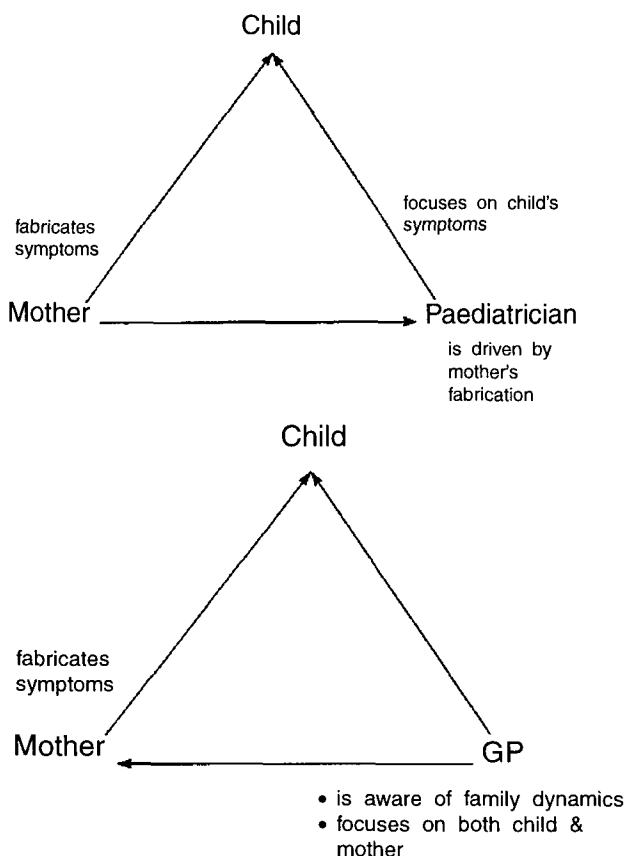 Child
fabricates
symptoms
focuses on child's
symptoms
Mother
Paediatrician
is driven by
mother's
fabrication
Child
fabricates
symptoms
Mother
GP
• is aware of family dynamics
• focuses on both child &
mother